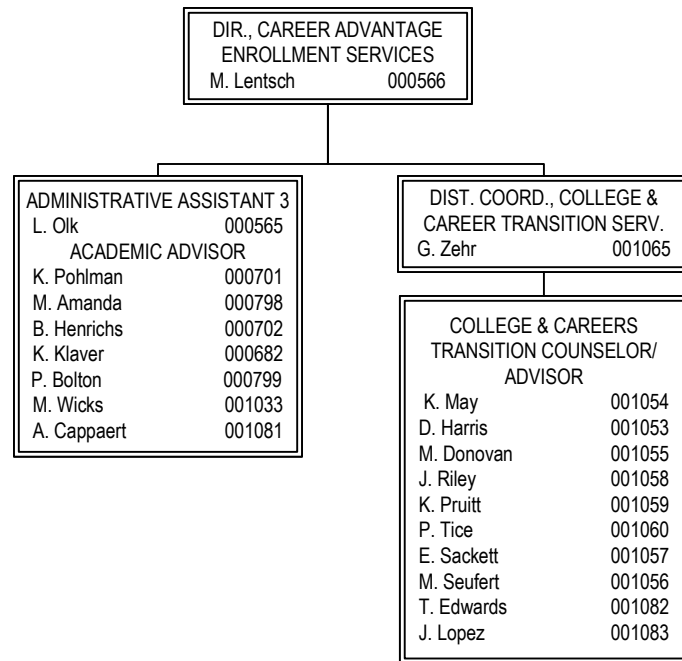 DIR., CAREER ADVANTAGE
ENROLLMENT SERVICES
M. Lentsch 000566
ADMINISTRATIVE ASSISTANT 3
L. Olk 000565
ACADEMIC ADVISOR
K. Pohlman 000701
M. Amanda 000798
B. Henrichs 000702
K. Klaver 000682
P. Bolton 000799
M. Wicks 001033
A. Cappaert 001081
DIST. COORD., COLLEGE &
CAREER TRANSITION SERV.
G. Zehr 001065
COLLEGE & CAREERS
TRANSITION COUNSELOR/
ADVISOR
K. May 001054
D. Harris 001053
M. Donovan 001055
J. Riley 001058
K. Pruitt 001059
P. Tice 001060
E. Sackett 001057
M. Seufert 001056
T. Edwards 001082
J. Lopez 001083